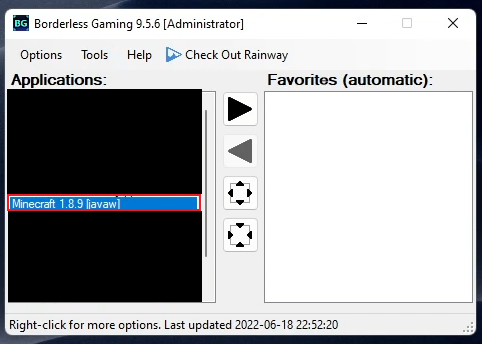 BG Borderless Gaming 9.5.6 [Administrator]
Options Tools Help Check Out Rainway
Applications: Favorites (automatic):
Minecraft 1.8.9 [javaw]
Right-click for more options. Last updated 2022-06-18 22:52:20